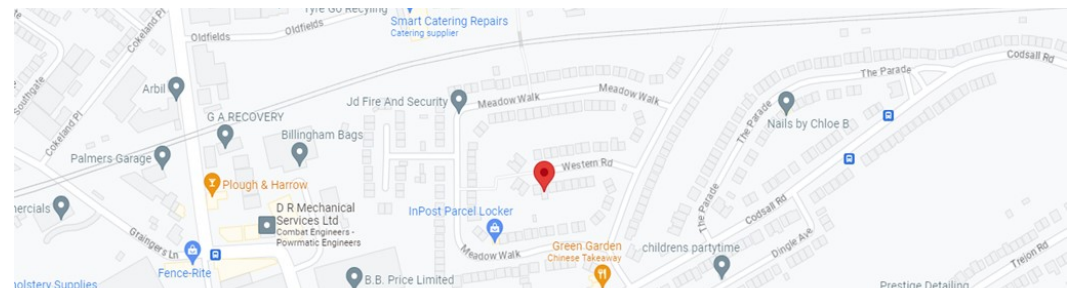 Tyre Go Recyling
Smart Catering Repairs
Catering supplier
Cokeland Pl
Oldfields
Oldfields
Codsall Rd
The Parade
Southgate
Arbil
Jd Fire And Security
Meadow Walk
Meadow Walk
G A RECOVERY
Billingham Bags
Nails by Chloe B
The Parade
Cokeland Pl
Palmers Garage
Western Rd
Plough & Harrow
The Parade
Codsall Rd
mercials
D R Mechanical
Services Ltd
Combat Engineers -
Powrmatic Engineers
InPost Parcel Locker
Graingers Ln
Fence-Rite
Meadow Walk
Green Garden
Chinese Takeaway
childrens partytime
Dingle Ave
Trejon Rd
B.B. Price Limited
holstery Supplies
Prestige Detailing